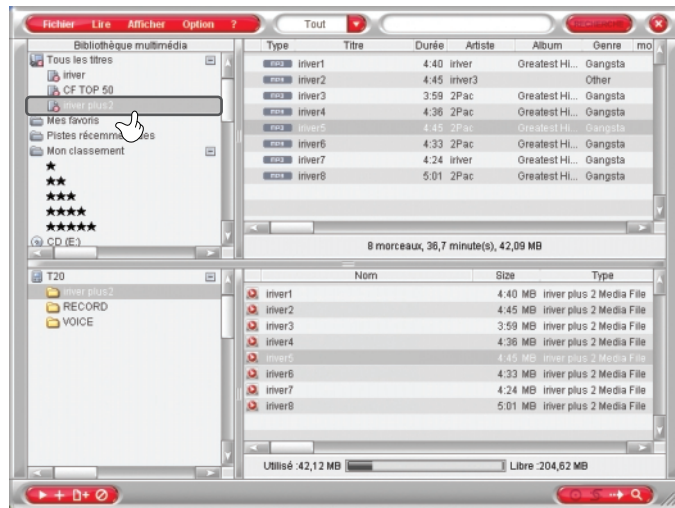 Fichier Lire Afficher Option ? Tout
Bibliothèque multimédia
Tous les titres
iriver
CF TOP 50
iriver plus2
Mes favoris
Pistes récemm es
Mon classement
★
★★
★★★
★★★★
★★★★★
CD (E:)
Type Titre Durée Artiste Album Genre mo
iriver1 4:40 iriver Greatest Hi... Gangsta
iriver2 4:45 iriver3 Other
iriver3 3:59 2Pac Greatest Hi... Gangsta
iriver4 4:36 2Pac Greatest Hi... Gangsta
iriver5 4:45 2Pac Greatest Hi... Gangsta
iriver6 4:33 2Pac Greatest Hi... Gangsta
iriver7 4:24 iriver Greatest Hi... Gangsta
iriver8 5:01 2Pac Greatest Hi... Gangsta
8 morceaux, 36,7 minute(s), 42,09 MB
T20
iriver plus2
RECORD
VOICE
Nom Size Type
iriver1 4:40 MB iriver plus 2 Media File
iriver2 4:45 MB iriver plus 2 Media File
iriver3 3:59 MB iriver plus 2 Media File
iriver4 4:36 MB iriver plus 2 Media File
iriver5 4:45 MB iriver plus 2 Media File
iriver6 4:33 MB iriver plus 2 Media File
iriver7 4:24 MB iriver plus 2 Media File
iriver8 5:01 MB iriver plus 2 Media File
Utilisé :42,12 MB Libre :204,62 MB